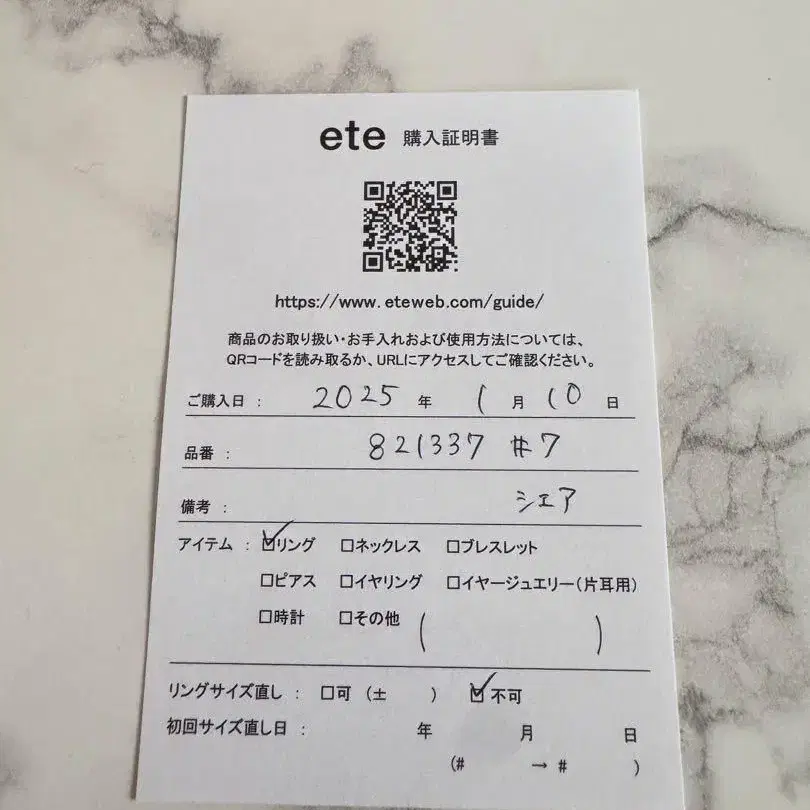 ete 購入証明書
https://www.eteweb.com/guide/
商品のお取り扱い・お手入れおよび使用方法については、
QRコードを読み取るか、URLにアクセスしてご確認ください。
ご購入日 : 2025 年 1 月 10 日
品番 : 821337 #7
備考 : シェア
アイテム : ☑リング □ネックレス □ブレスレット
□ピアス □イヤリング □イヤージュエリー(片耳用)
□時計 □その他 ( )
リングサイズ直し : □可 (± ) ☑不可
初回サイズ直し日 : 年 月 日
(# → # )